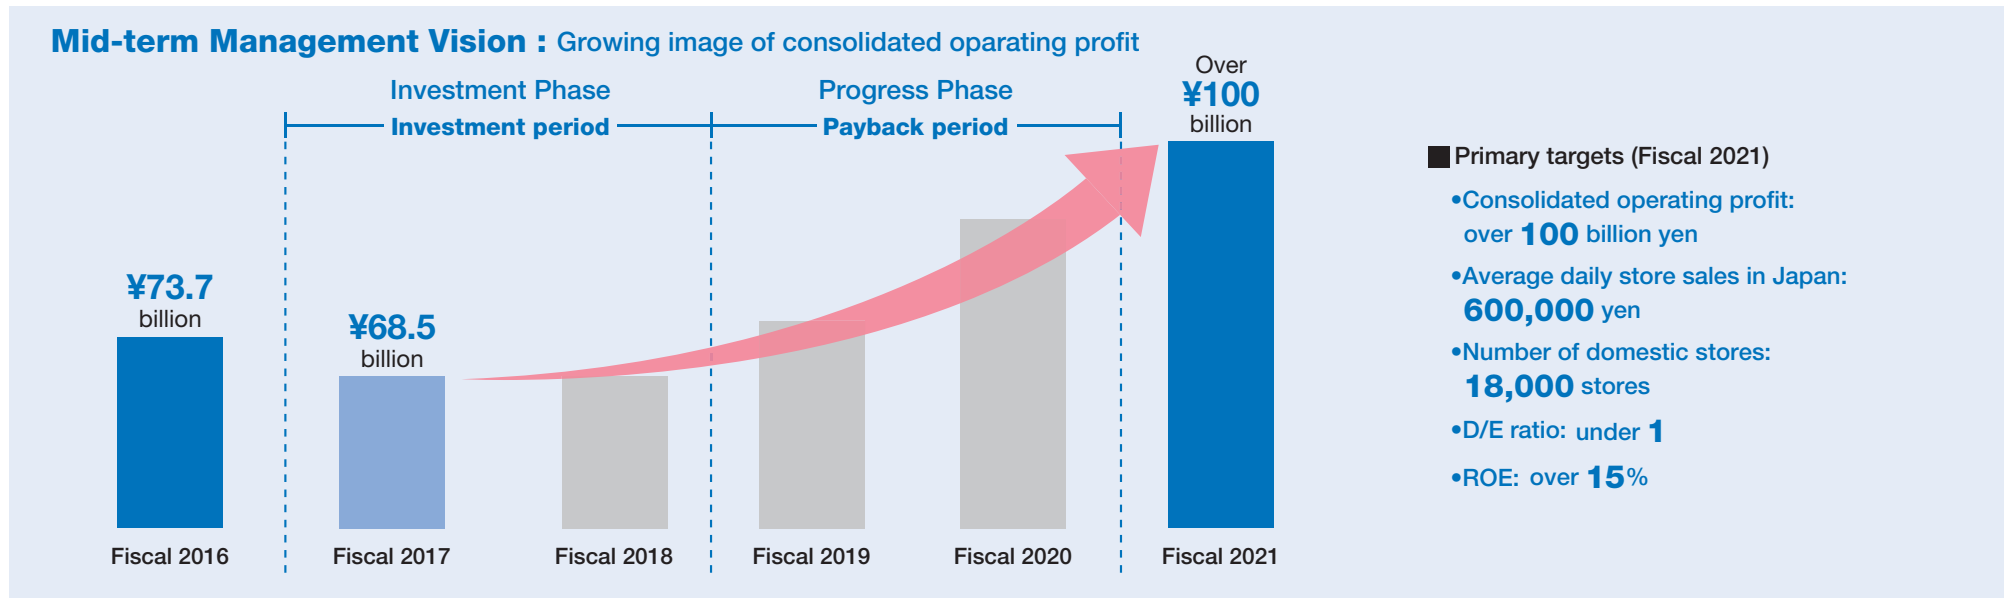 Mid-term Management Vision : Growing image of consolidated oparating profit
Investment Phase
Investment period
Progress Phase
Payback period
Over
¥100
billion
¥73.7
billion
¥68.5
billion
Fiscal 2016
Fiscal 2017
Fiscal 2018
Fiscal 2019
Fiscal 2020
Fiscal 2021
■Primary targets (Fiscal 2021)
•Consolidated operating profit:
over 100 billion yen
•Average daily store sales in Japan:
600,000 yen
•Number of domestic stores:
18,000 stores
•D/E ratio: under 1
•ROE: over 15%